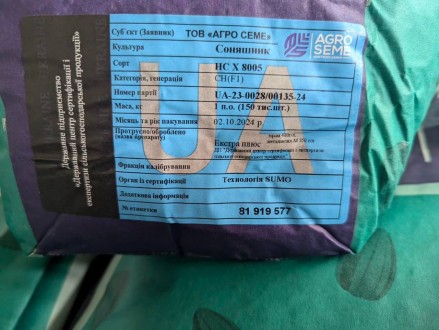 Державне підприємство
«Державний центр сертифікації і
експертизи сільськогосподарської продукції»
Суб'єкт (Заявник) ТОВ «АГРО СЕМЕ»
Культура Соняшник
Сорт НС Х 8005
Категорія, генерація СН(F1)
Номер партії UA-23-0028/00135-24
Маса, кг 1 п.о. (150 тис.шт.)
Місяць та рік пакування 02.10.2024 р.
Протруєно/оброблено
(назва препарату)
Екстра плюс
Фракція калібрування
Орган із сертифікації
Технологія SUMO
Додаткова інформація
№ етикетки 81 919 577
UA
AGRO
SEME